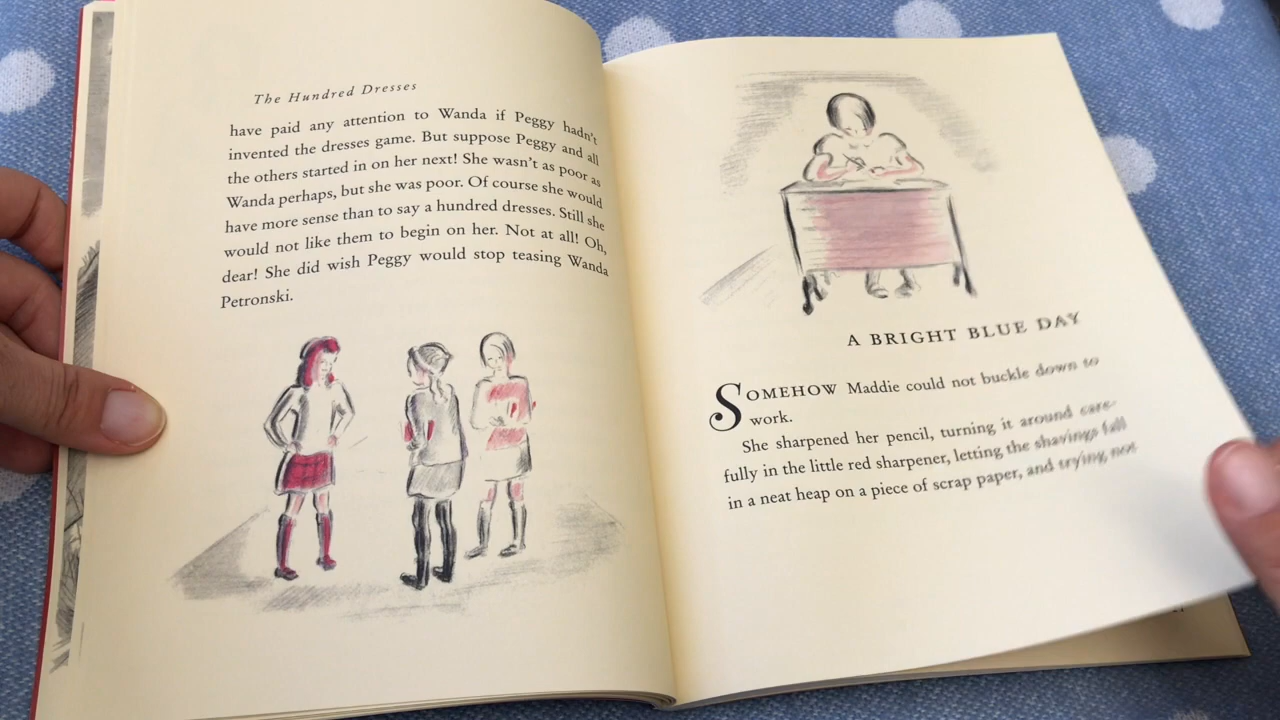 The Hundred Dresses
have paid any attention to Wanda if Peggy hadn't
invented the dresses game. But suppose Peggy and all
the others started in on her next! She wasn't as poor as
Wanda perhaps, but she was poor. Of course she would
have more sense than to say a hundred dresses. Still she
would not like them to begin on her. Not at all! Oh,
dear! She did wish Peggy would stop teasing Wanda
Petronski.
A BRIGHT BLUE DAY
SOMEHOW Maddie could not buckle down to
work.
She sharpened her pencil, turning it around care-
fully in the little red sharpener, letting the shavings fall
in a neat heap on a piece of scrap paper, and trying not